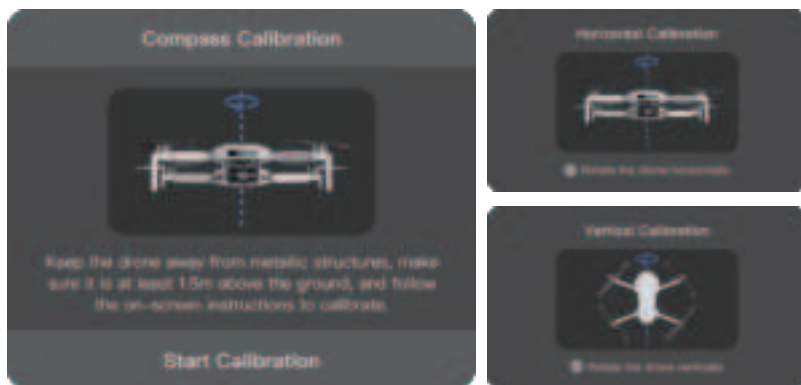 Compass Calibration
Keep the drone away from metallic structures, make
sure it is at least 1.5m above the ground, and follow
the on-screen instructions to calibrate.
Start Calibration
Horizontal Calibration
Rotate the drone horizontally.
Vertical Calibration
Rotate the drone vertically.